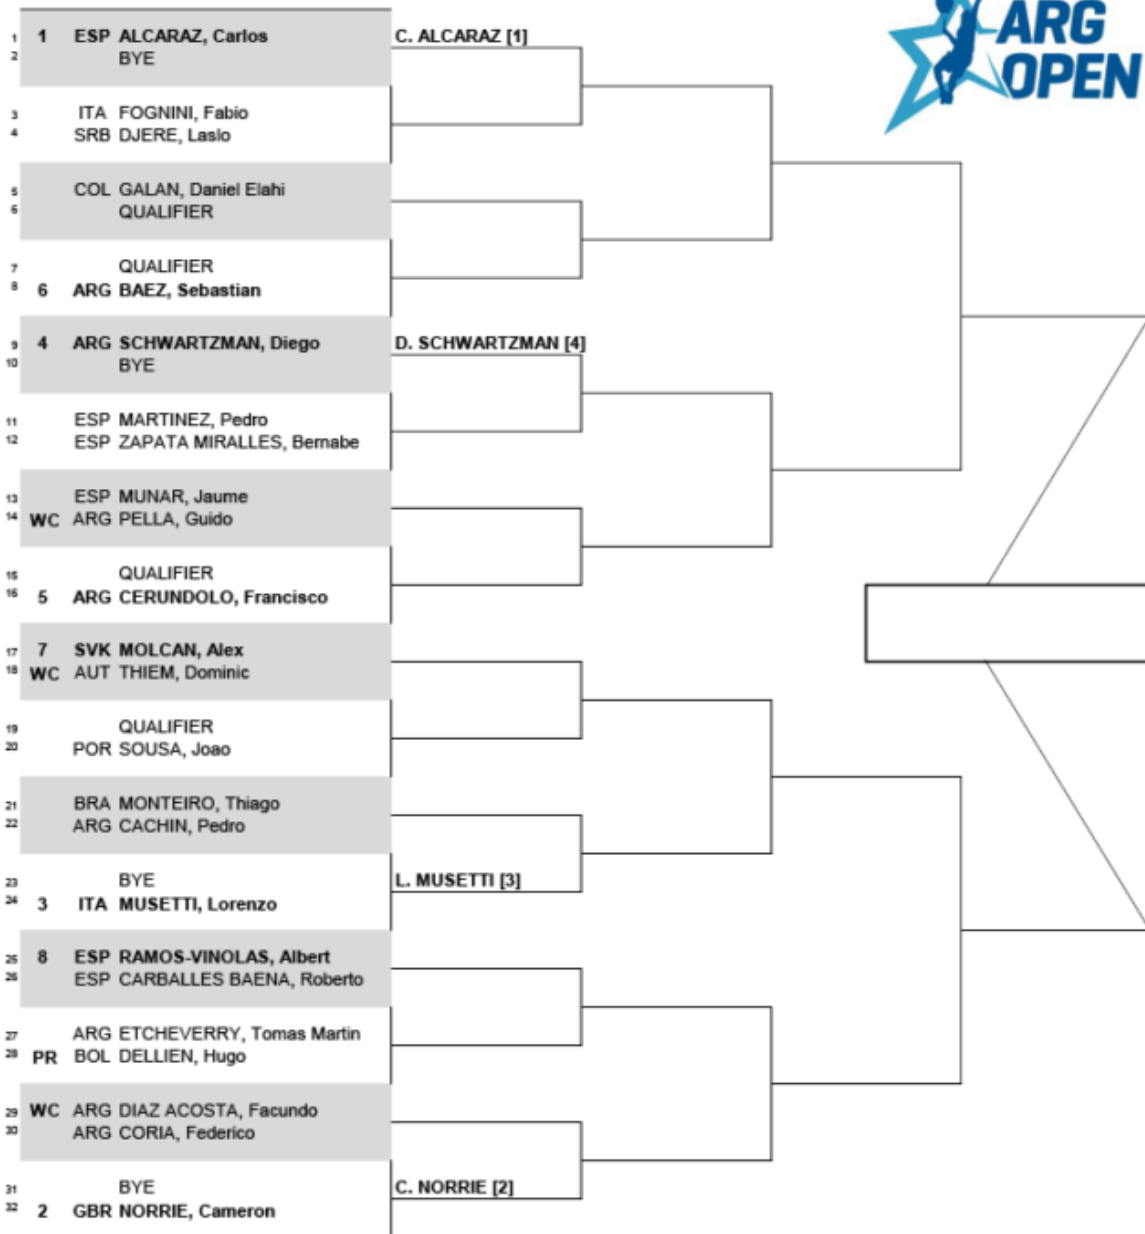 ARG
OPEN
1 1 ESP ALCARAZ, Carlos C. ALCARAZ [1]
2 BYE
3 ITA FOGNINI, Fabio
4 SRB DJERE, Laslo
5 COL GALAN, Daniel Elahi
6 QUALIFIER
7 QUALIFIER
8 6 ARG BAEZ, Sebastian
9 4 ARG SCHWARTZMAN, Diego D. SCHWARTZMAN [4]
10 BYE
11 ESP MARTINEZ, Pedro
12 ESP ZAPATA MIRALLES, Bernabe
13 ESP MUNAR, Jaume
14 WC ARG PELLA, Guido
15 QUALIFIER
16 5 ARG CERUNDOLO, Francisco
17 7 SVK MOLCAN, Alex
18 WC AUT THIEM, Dominic
19 QUALIFIER
20 POR SOUSA, Joao
21 BRA MONTEIRO, Thiago
22 ARG CACHIN, Pedro
23 BYE L. MUSETTI [3]
24 3 ITA MUSETTI, Lorenzo
25 8 ESP RAMOS-VINOLAS, Albert
26 ESP CARBALLES BAENA, Roberto
27 ARG ETCHEVERRY, Tomas Martin
28 PR BOL DELLIEN, Hugo
29 WC ARG DIAZ ACOSTA, Facundo
30 ARG CORIA, Federico
31 BYE C. NORRIE [2]
32 2 GBR NORRIE, Cameron